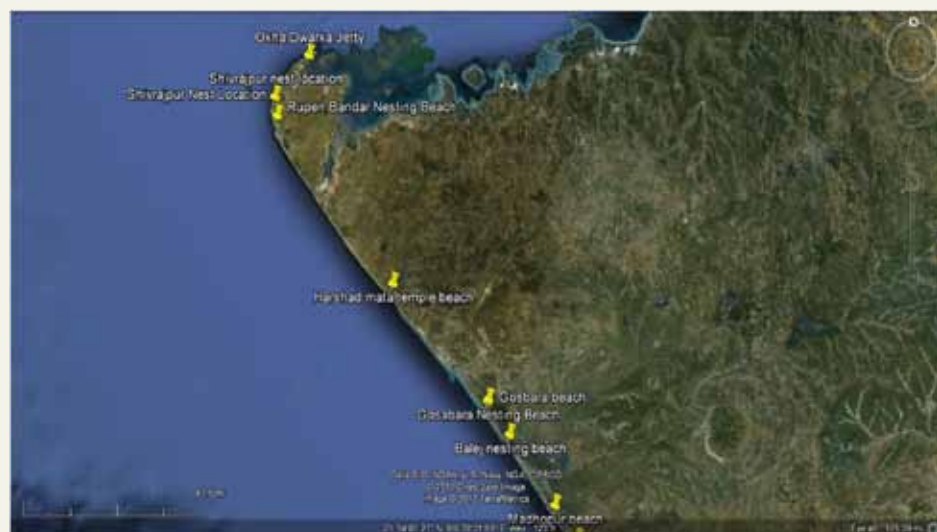 Okha Dwarka Jetty
Shivrajpur nest location
Shivrajpur Nest Location
Rupen Bandar Nesting Beach
Harshad mata temple beach
Gosbara beach
Gosabara Nesting Beach
Balej nesting beach
Image
Madhopur beach